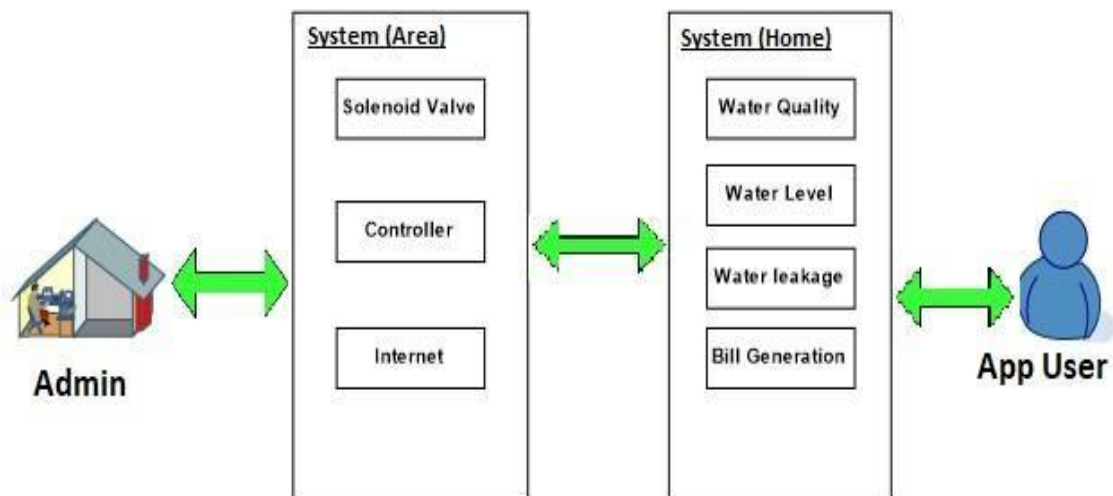 System (Area)
Solenoid Valve
Controller
Internet
System (Home)
Water Quality
Water Level
Water leakage
Bill Generation
Admin
App User